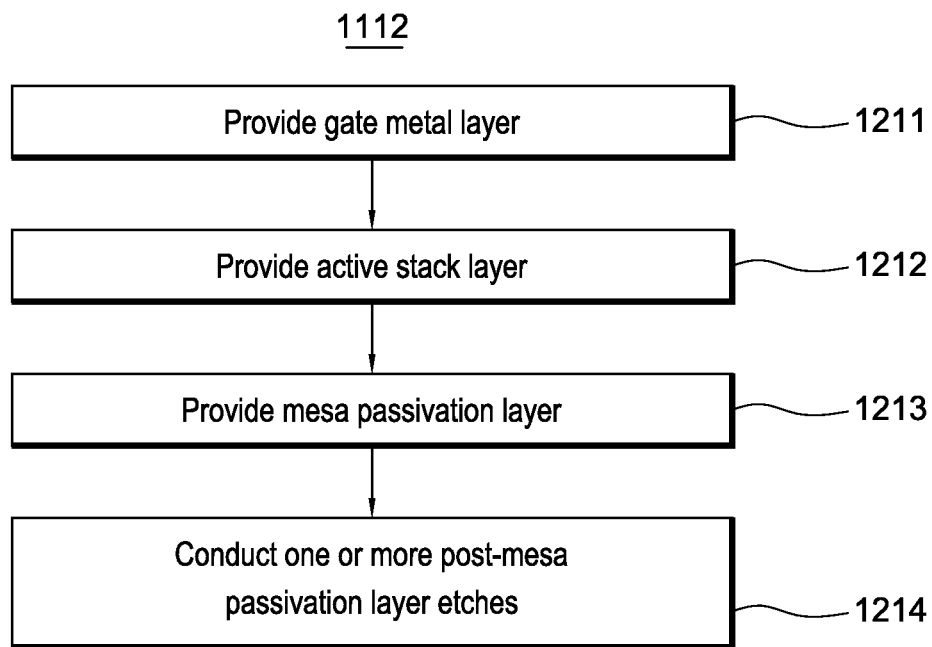 1112
Provide gate metal layer
1211
Provide active stack layer
1212
Provide mesa passivation layer
1213
Conduct one or more post-mesa
passivation layer etches
1214